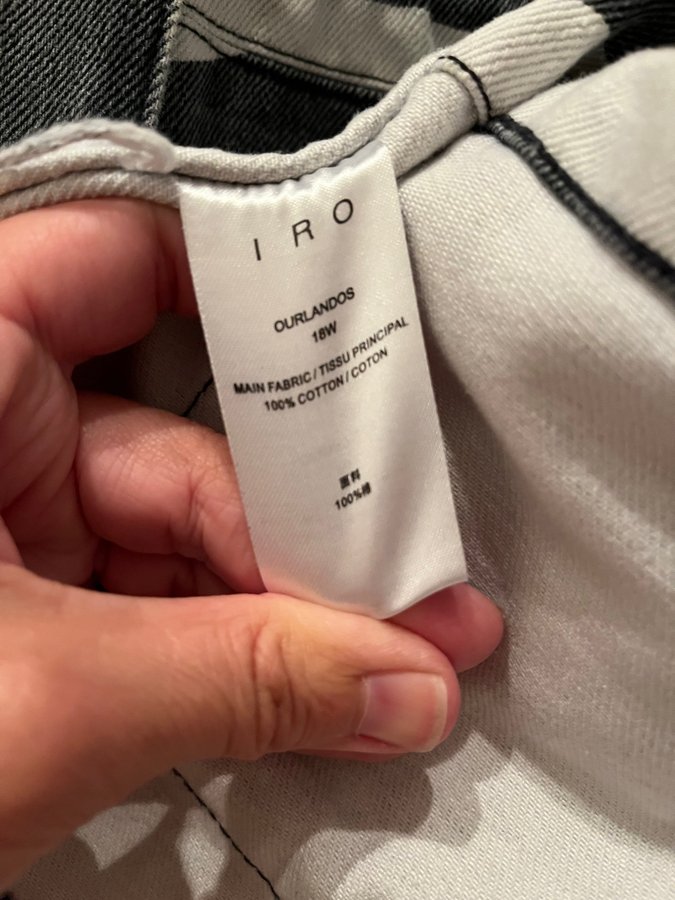 IRO
OURLANDOS
18W
MAIN FABRIC / TISSU PRINCIPAL
100% COTTON / COTON
面料
100%棉